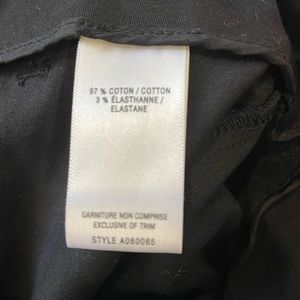 97 % COTON / COTTON
3 % ÉLASTHANNE /
ELASTANE
GARNITURE NON COMPRISE
EXCLUSIVE OF TRIM
STYLE A080065